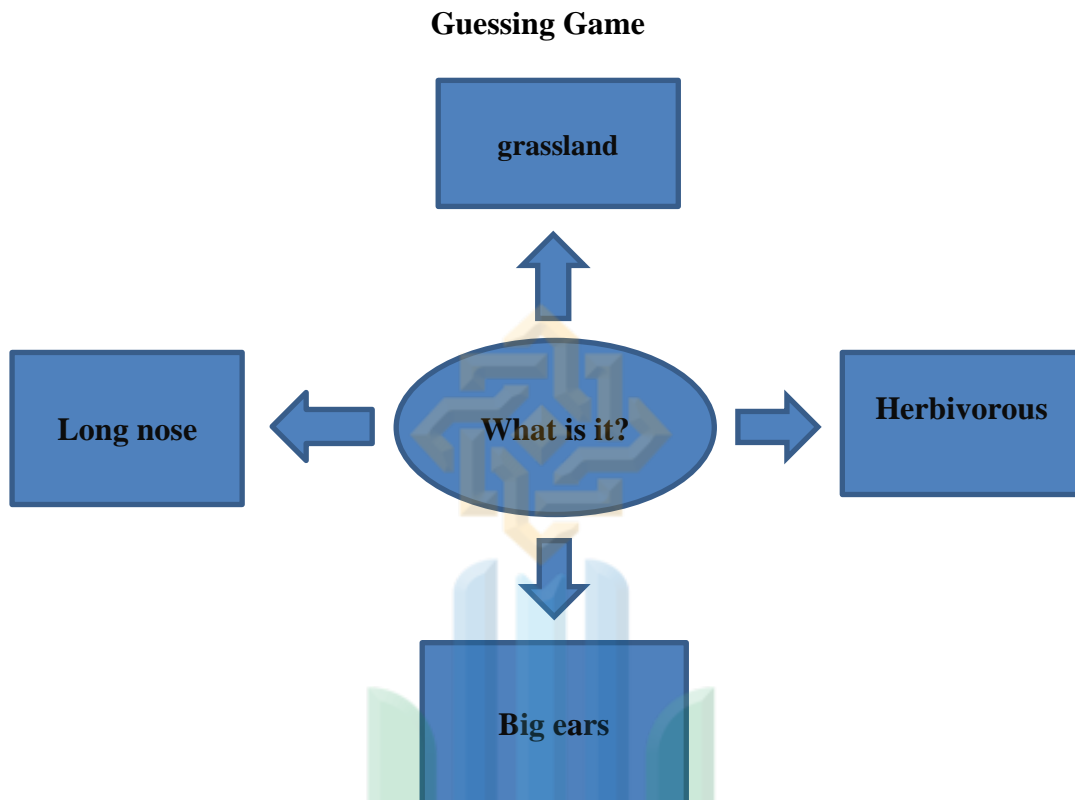 Guessing Game
grassland
Long nose
What is it?
Herbivorous
Big ears